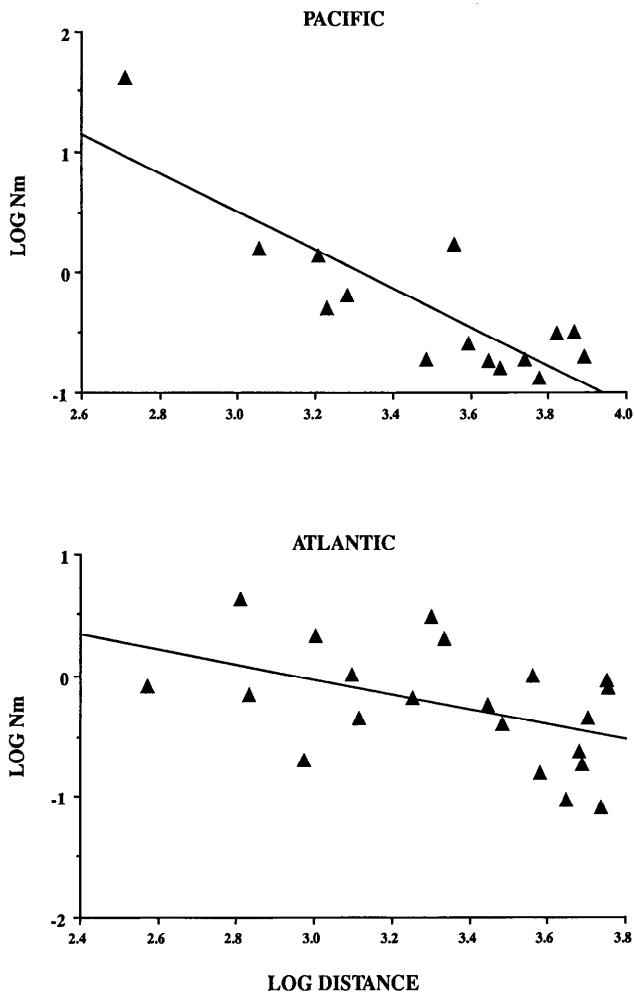 PACIFIC
2
1
0
-1
LOG Nm
2.6 2.8 3.0 3.2 3.4 3.6 3.8 4.0
ATLANTIC
1
0
-1
-2
LOG Nm
2.4 2.6 2.8 3.0 3.2 3.4 3.6 3.8
LOG DISTANCE